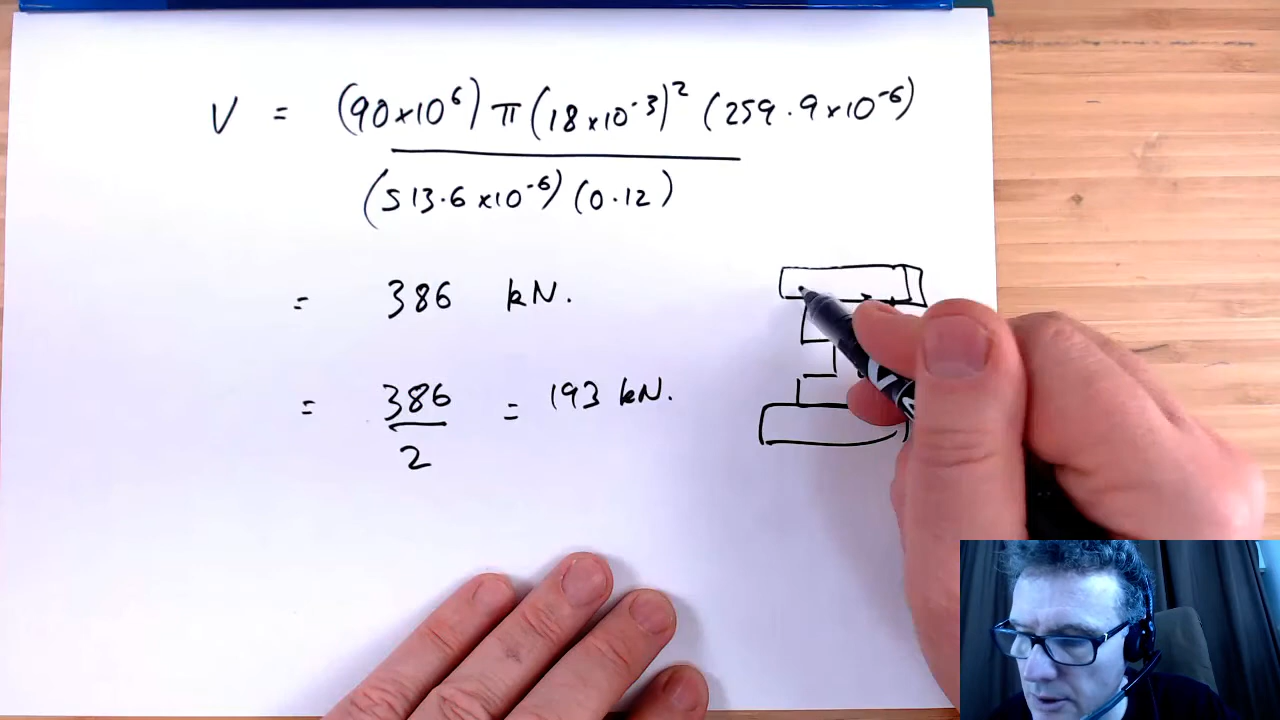 V = (90×10⁶) π (18×10⁻³)² (259.9×10⁻⁶)
(513.6×10⁻⁶) (0.12)
= 386 kN.
= 386 = 193 kN.
2